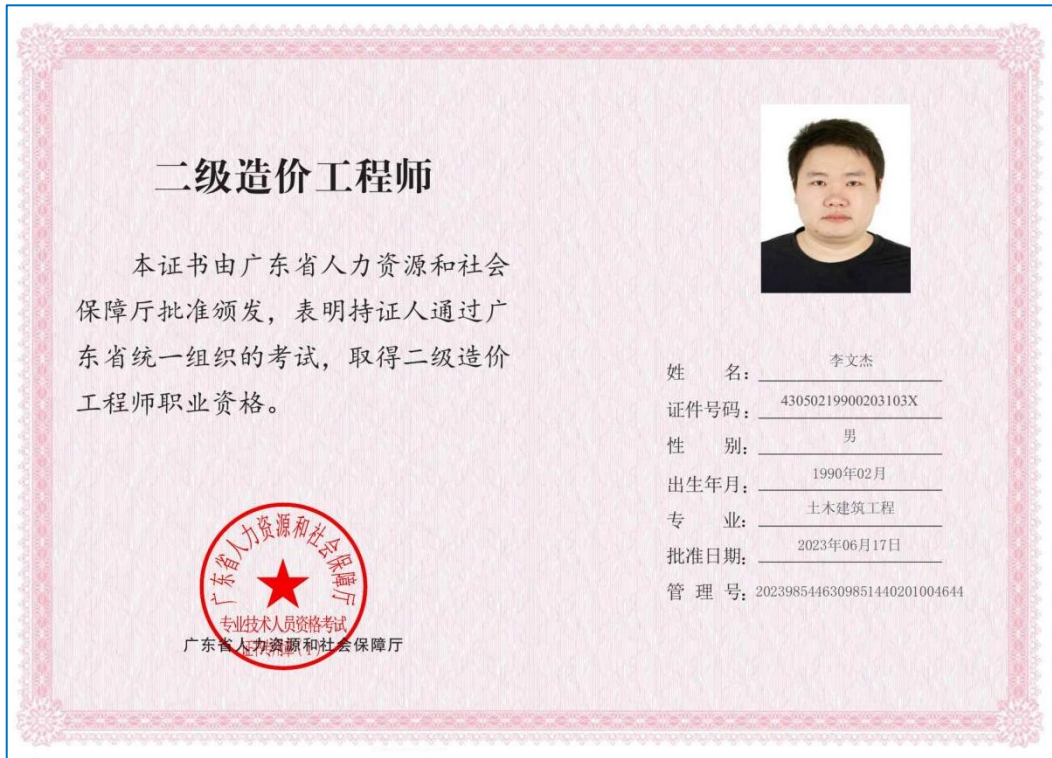 二级造价工程师
本证书由广东省人力资源和社会
保障厅批准颁发，表明持证人通过广
东省统一组织的考试，取得二级造价
工程师职业资格。
广东省人力资源和社会保障厅
专业技术人员资格考试
广东省人力资源和社会保障厅
姓 名：李文杰
证件号码：43050219900203103X
性 别：男
出生年月：1990年02月
专 业：土木建筑工程
批准日期：2023年06月17日
管 理 号：20239854463098514402010046​44